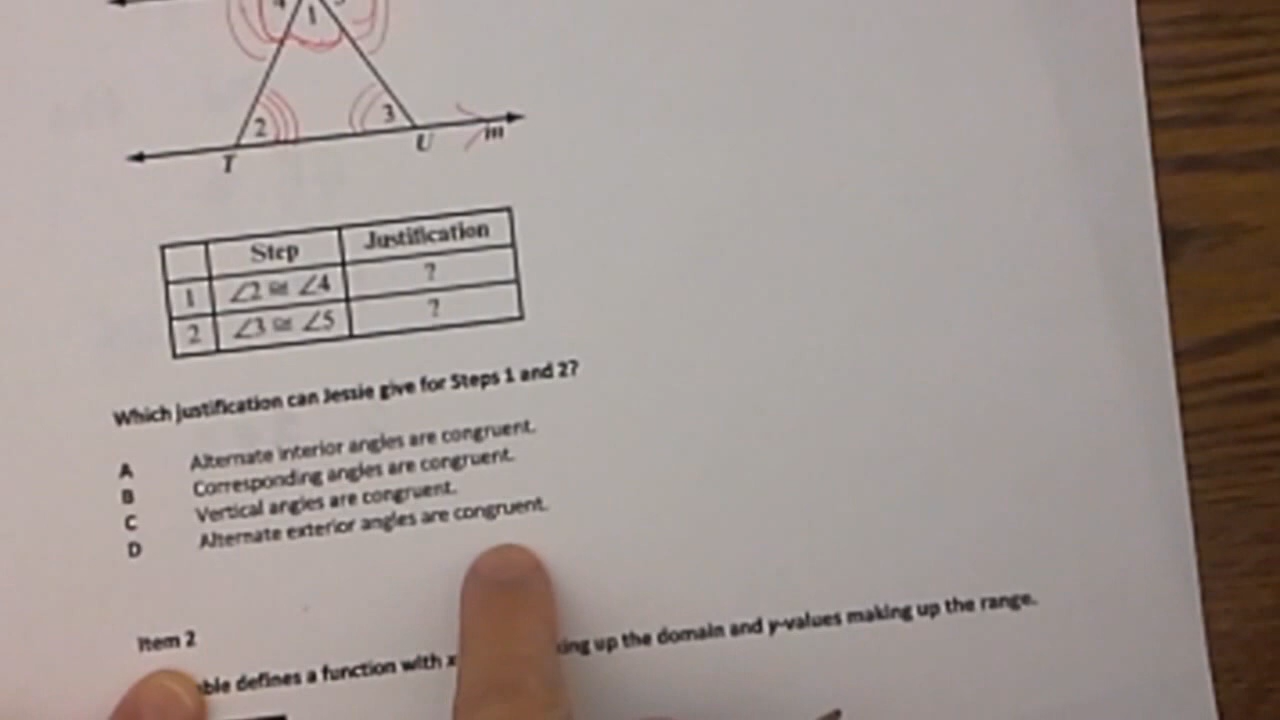 4 1 5
2 3
T U m
Step Justification
1 ∠2 ≅ ∠4 ?
2 ∠3 ≅ ∠5 ?
Which justification can Jessie give for Steps 1 and 2?
A Alternate interior angles are congruent.
B Corresponding angles are congruent.
C Vertical angles are congruent.
D Alternate exterior angles are congruent.
Item 2
defines a function with x up the domain and y-values making up the range.